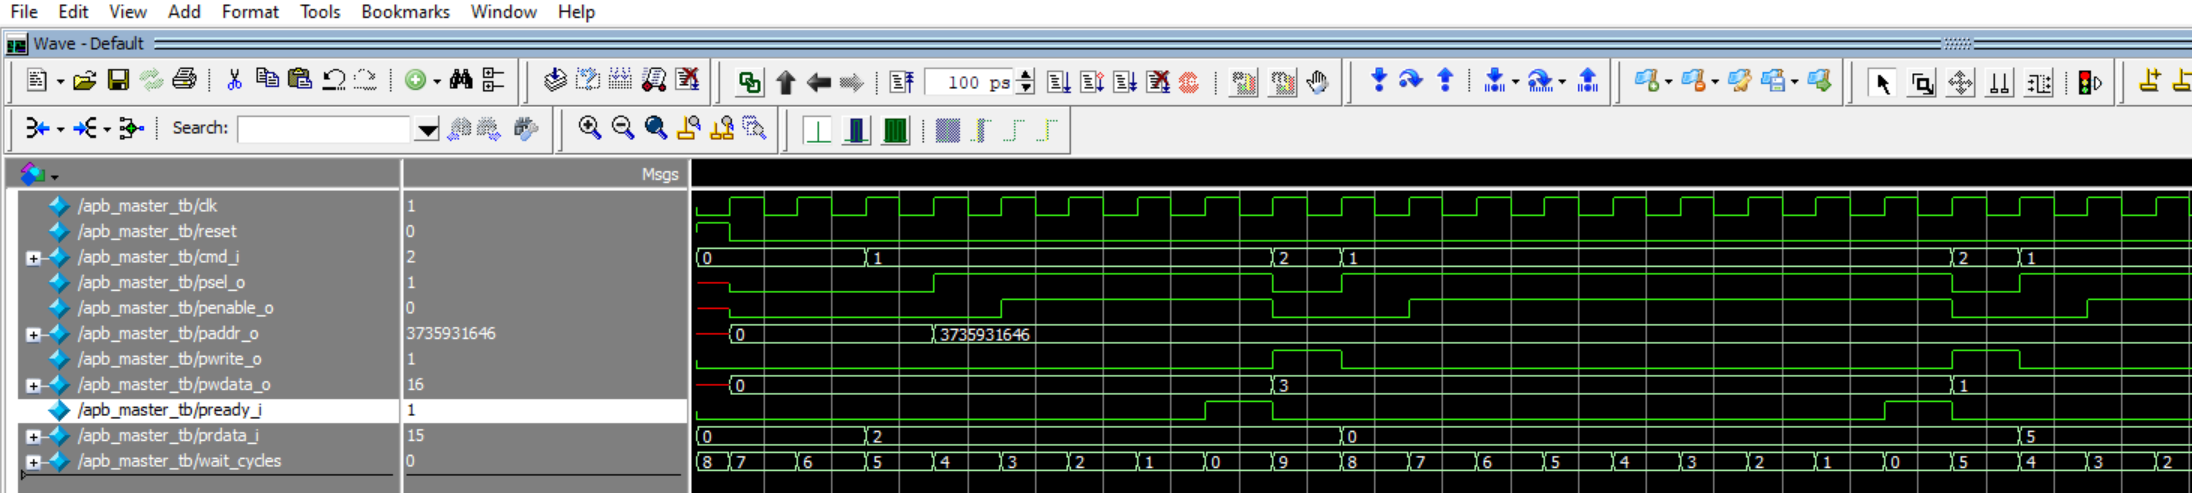 File Edit View Add Format Tools Bookmarks Window Help
Wave - Default
100 ps
Search:
Msgs
/apb_master_tb/clk 1
/apb_master_tb/reset 0
/apb_master_tb/cmd_i 2 0 1 2 1 2 1
/apb_master_tb/psel_o 1
/apb_master_tb/penable_o 0
/apb_master_tb/paddr_o 3735931646 0 3735931646
/apb_master_tb/pwrite_o 1
/apb_master_tb/pwdata_o 16 0 3 1
/apb_master_tb/pready_i 1
/apb_master_tb/prdata_i 15 0 2 0 5
/apb_master_tb/wait_cycles 0 8 7 6 5 4 3 2 1 0 9 8 7 6 5 4 3 2 1 0 5 4 3 2